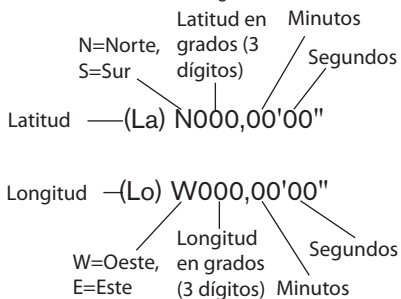 Latitud en
grados (3
dígitos)
Minutos
N=Norte,
S=Sur
Segundos
Latitud
(La) N000,00'00"
Longitud
(Lo) W000,00'00"
W=Oeste,
E=Este
Longitud
en grados
(3 dígitos)
Minutos
Segundos